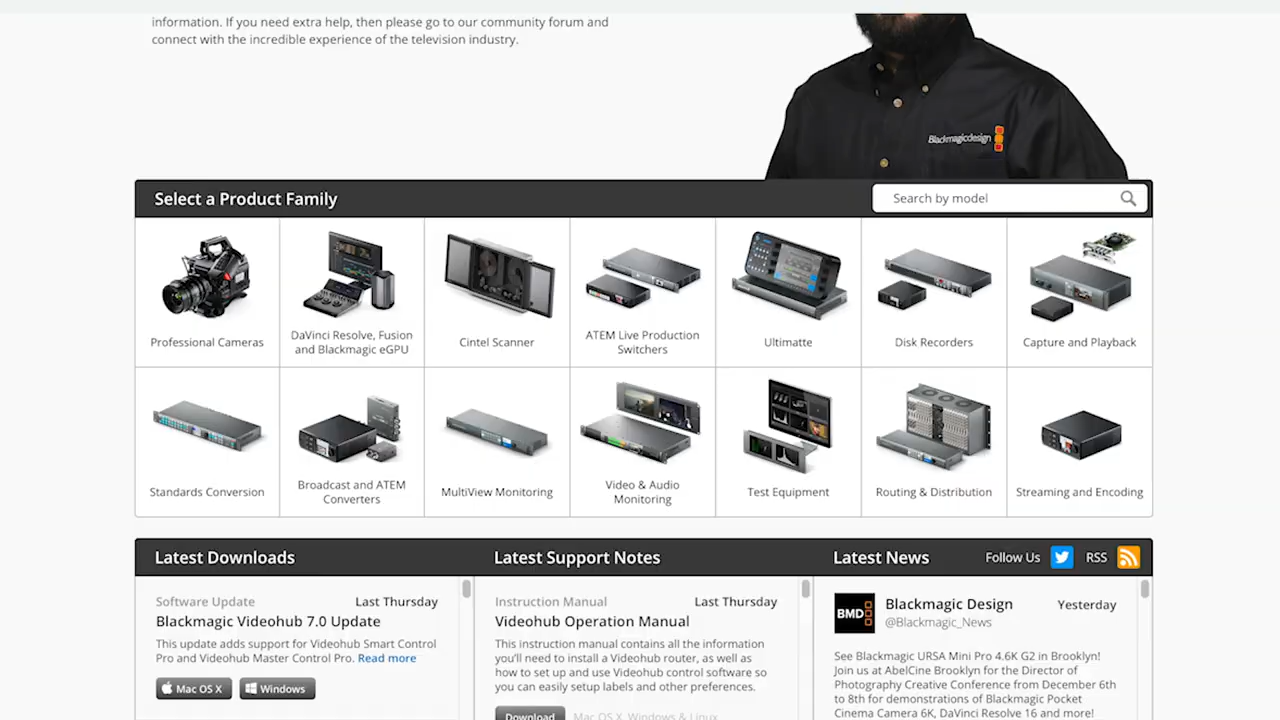 information. If you need extra help, then please go to our community forum and
connect with the incredible experience of the television industry.
Blackmagicdesign
Select a Product Family
Search by model
Professional Cameras
DaVinci Resolve, Fusion
and Blackmagic eGPU
Cintel Scanner
ATEM Live Production
Switchers
Ultimatte
Disk Recorders
Capture and Playback
Standards Conversion
Broadcast and ATEM
Converters
MultiView Monitoring
Video & Audio
Monitoring
Test Equipment
Routing & Distribution
Streaming and Encoding
Latest Downloads
Software Update
Last Thursday
Blackmagic Videohub 7.0 Update
This update adds support for Videohub Smart Control
Pro and Videohub Master Control Pro. Read more
Mac OS X
Windows
Latest Support Notes
Instruction Manual
Last Thursday
Videohub Operation Manual
This instruction manual contains all the information
you'll need to install a Videohub router, as well as
how to set up and use Videohub control software so
you can easily setup labels and other preferences.
Download
Mac OS X, Windows & Linux
Latest News
Follow Us
RSS
BMD
Blackmagic Design
Yesterday
@Blackmagic_News
See Blackmagic URSA Mini Pro 4.6K G2 in Brooklyn!
Join us at AbelCine Brooklyn for the Director of
Photography Creative Conference from December 6th
to 8th for demonstrations of Blackmagic Pocket
Cinema Camera 6K, DaVinci Resolve 16 and more!